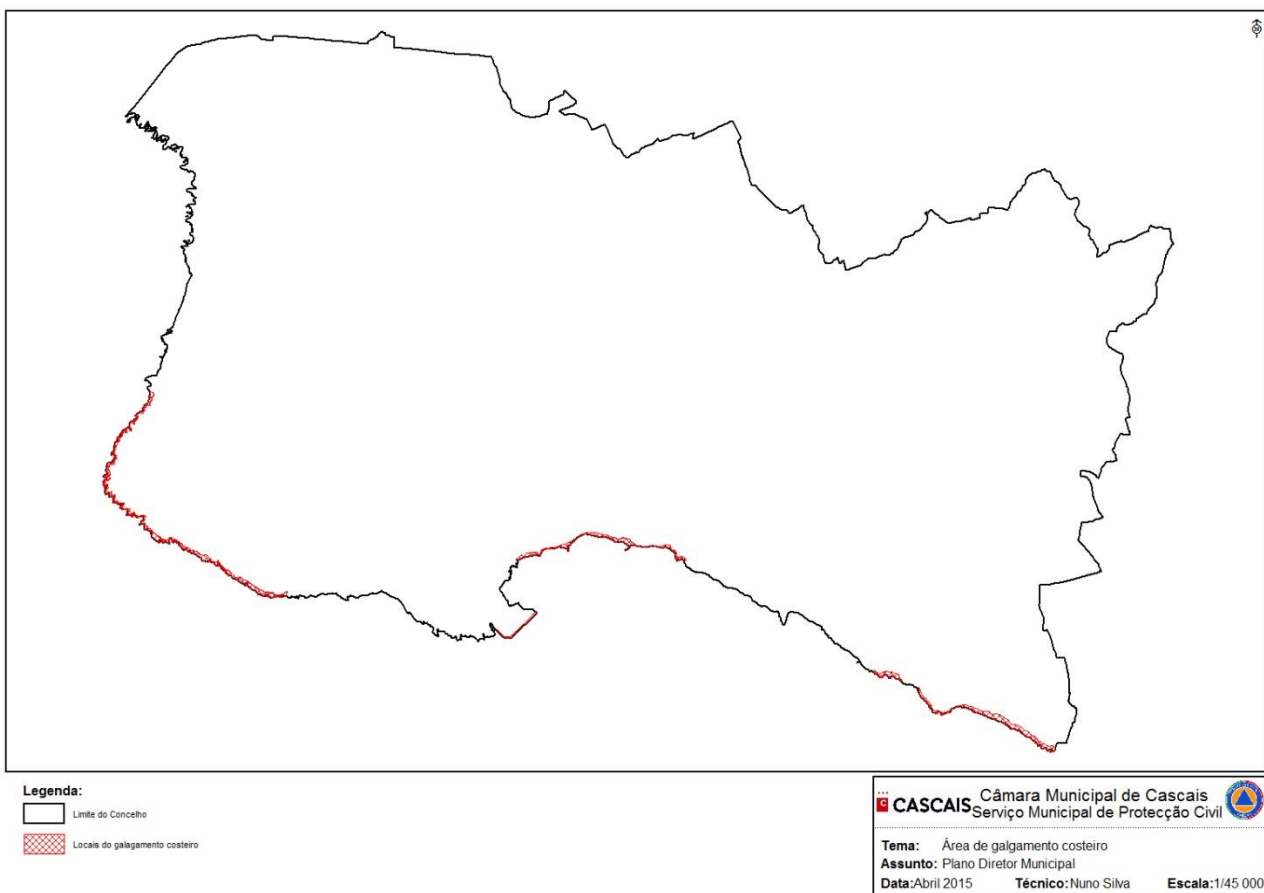 Legenda:
Limite do Concelho
Locais do galagamento costeiro
CASCAIS
Câmara Municipal de Cascais
Serviço Municipal de Protecção Civil
Tema: Área de galgamento costeiro
Assunto: Plano Diretor Municipal
Data:Abril 2015 Técnico:Nuno Silva Escala:1/45 000